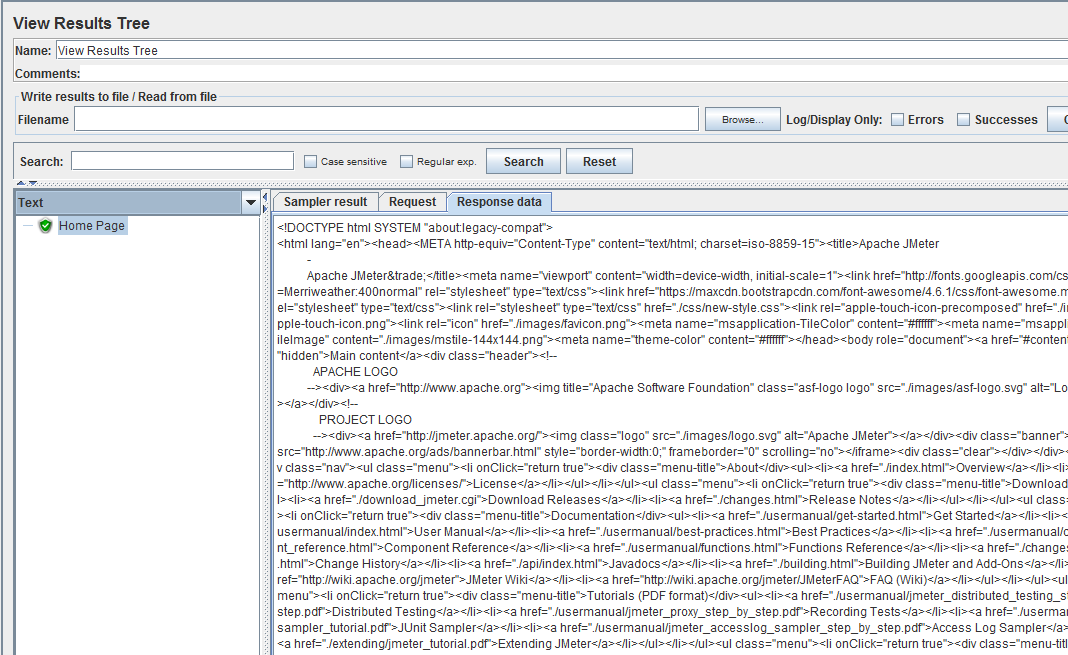 View Results Tree
Name: View Results Tree
Comments:
Write results to file / Read from file
Filename Browse... Log/Display Only: Errors Successes
Search: Case sensitive Regular exp. Search Reset
Text Sampler result Request Response data
Home Page
<!DOCTYPE html SYSTEM "about:legacy-compat">
<html lang="en"><head><META http-equiv="Content-Type" content="text/html; charset=iso-8859-15"><title>Apache JMeter
-
Apache JMeter&trade;</title><meta name="viewport" content="width=device-width, initial-scale=1"><link href="http://fonts.googleapis.com/cs
=Merriweather:400normal" rel="stylesheet" type="text/css"><link href="https://maxcdn.bootstrapcdn.com/font-awesome/4.6.1/css/font-awesome.m
el="stylesheet" type="text/css"><link rel="stylesheet" type="text/css" href="./css/new-style.css"><link rel="apple-touch-icon-precomposed" href="./i
pple-touch-icon.png"><link rel="icon" href="./images/favicon.png"><meta name="msapplication-TileColor" content="#ffffff"><meta name="msappli
ileImage" content="./images/mstile-144x144.png"><meta name="theme-color" content="#ffffff"></head><body role="document"><a href="#content
"hidden">Main content</a><div class="header"><!--
APACHE LOGO
--><div><a href="http://www.apache.org"><img title="Apache Software Foundation" class="asf-logo logo" src="./images/asf-logo.svg" alt="Lo
></a></div><!--
PROJECT LOGO
--><div><a href="http://jmeter.apache.org/"><img class="logo" src="./images/logo.svg" alt="Apache JMeter"></a></div><div class="banner">
src="http://www.apache.org/ads/bannerbar.html" style="border-width:0;" frameborder="0" scrolling="no"></iframe><div class="clear"></div></div>
v class="nav"><ul class="menu"><li onClick="return true"><div class="menu-title">About</div><ul><li><a href="./index.html">Overview</a></li><li
="http://www.apache.org/licenses/">License</a></li></ul></li></ul><ul class="menu"><li onClick="return true"><div class="menu-title">Download
l><li><a href="./download_jmeter.cgi">Download Releases</a></li><li><a href="./changes.html">Release Notes</a></li></ul></li></ul><ul class
><li onClick="return true"><div class="menu-title">Documentation</div><ul><li><a href="./usermanual/get-started.html">Get Started</a></li><li><
usermanual/index.html">User Manual</a></li><li><a href="./usermanual/best-practices.html">Best Practices</a></li><li><a href="./usermanual/c
nt_reference.html">Component Reference</a></li><li><a href="./usermanual/functions.html">Functions Reference</a></li><li><a href="./changes
.html">Change History</a></li><li><a href="./api/index.html">Javadocs</a></li><li><a href="./building.html">Building JMeter and Add-Ons</a></li
ref="http://wiki.apache.org/jmeter">JMeter Wiki</a></li><li><a href="http://wiki.apache.org/jmeter/JMeterFAQ">FAQ (Wiki)</a></li></ul></li></ul><ul
menu"><li onClick="return true"><div class="menu-title">Tutorials (PDF format)</div><ul><li><a href="./usermanual/jmeter_distributed_testing_st
step.pdf">Distributed Testing</a></li><li><a href="./usermanual/jmeter_proxy_step_by_step.pdf">Recording Tests</a></li><li><a href="./userma
sampler_tutorial.pdf">JUnit Sampler</a></li><li><a href="./usermanual/jmeter_accesslog_sampler_step_by_step.pdf">Access Log Sampler</a>
<a href="./extending/jmeter_tutorial.pdf">Extending JMeter</a></li></ul></li></ul><ul class="menu"><li onClick="return true"><div class="menu-titl